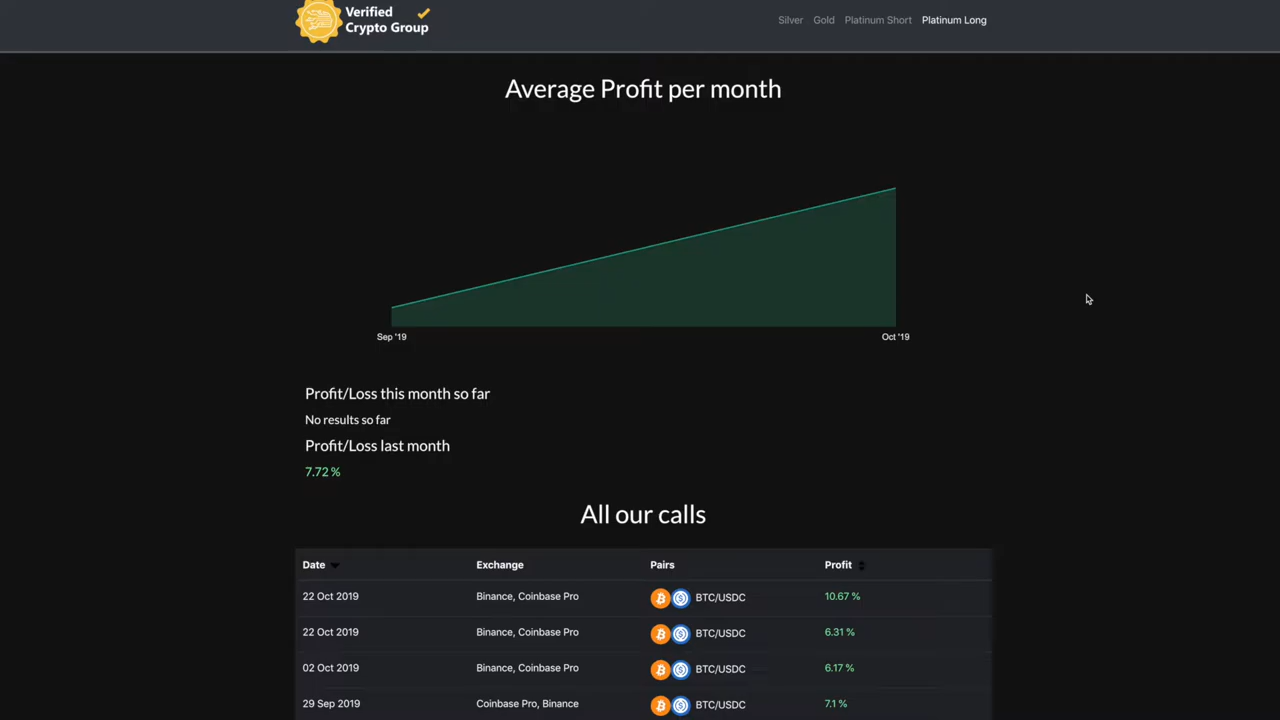 Verified
Crypto Group
Silver Gold Platinum Short Platinum Long
Average Profit per month
Sep '19 Oct '19
Profit/Loss this month so far
No results so far
Profit/Loss last month
7.72 %
All our calls
Date Exchange Pairs Profit
22 Oct 2019 Binance, Coinbase Pro BTC/USDC 10.67 %
22 Oct 2019 Binance, Coinbase Pro BTC/USDC 6.31 %
02 Oct 2019 Binance, Coinbase Pro BTC/USDC 6.17 %
29 Sep 2019 Coinbase Pro, Binance BTC/USDC 7.1 %